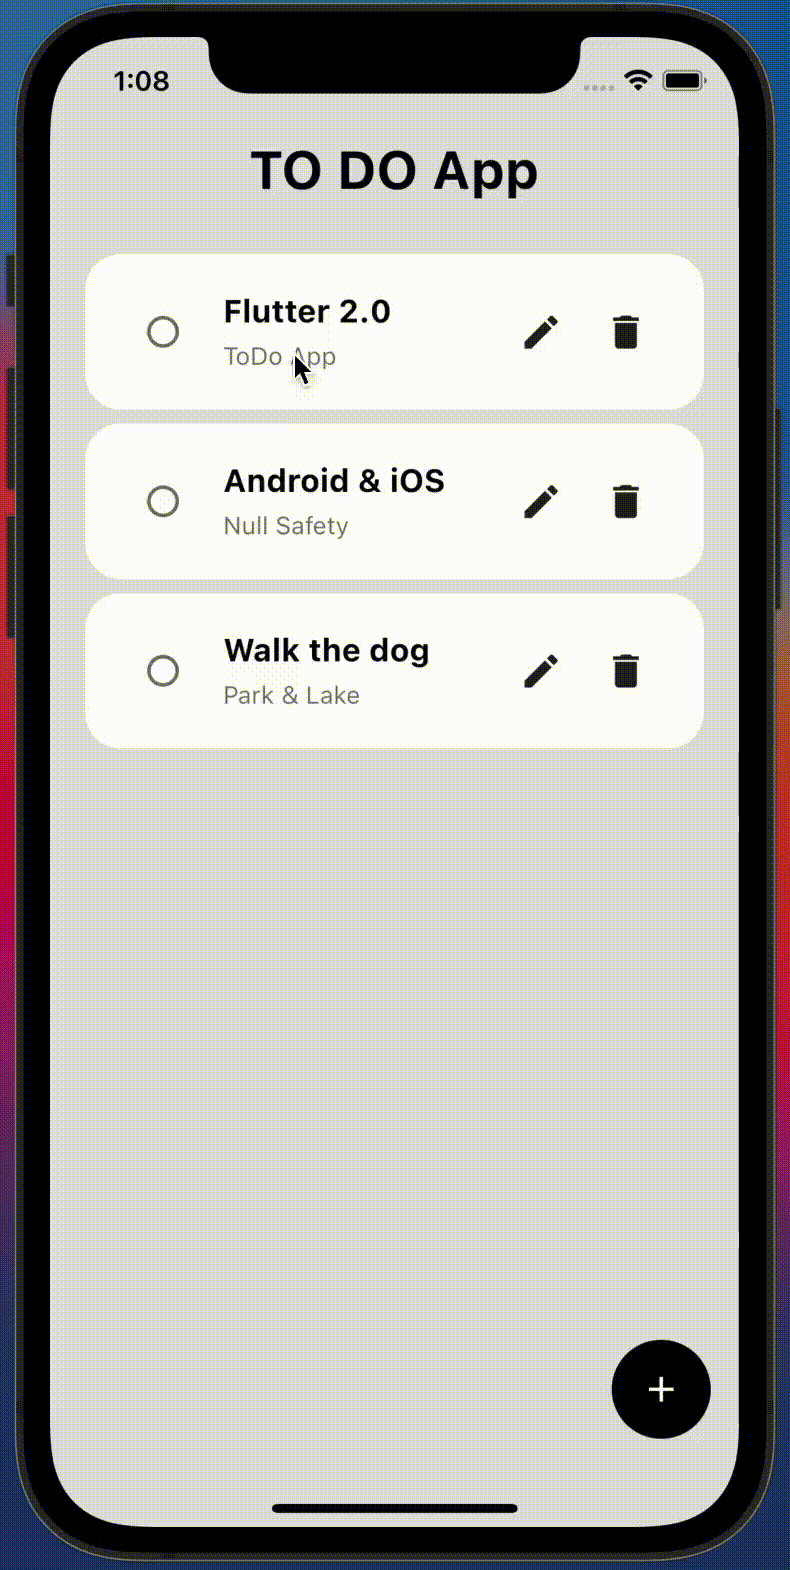 1:08
TO DO App
Flutter 2.0
ToDo App
Android & iOS
Null Safety
Walk the dog
Park & Lake